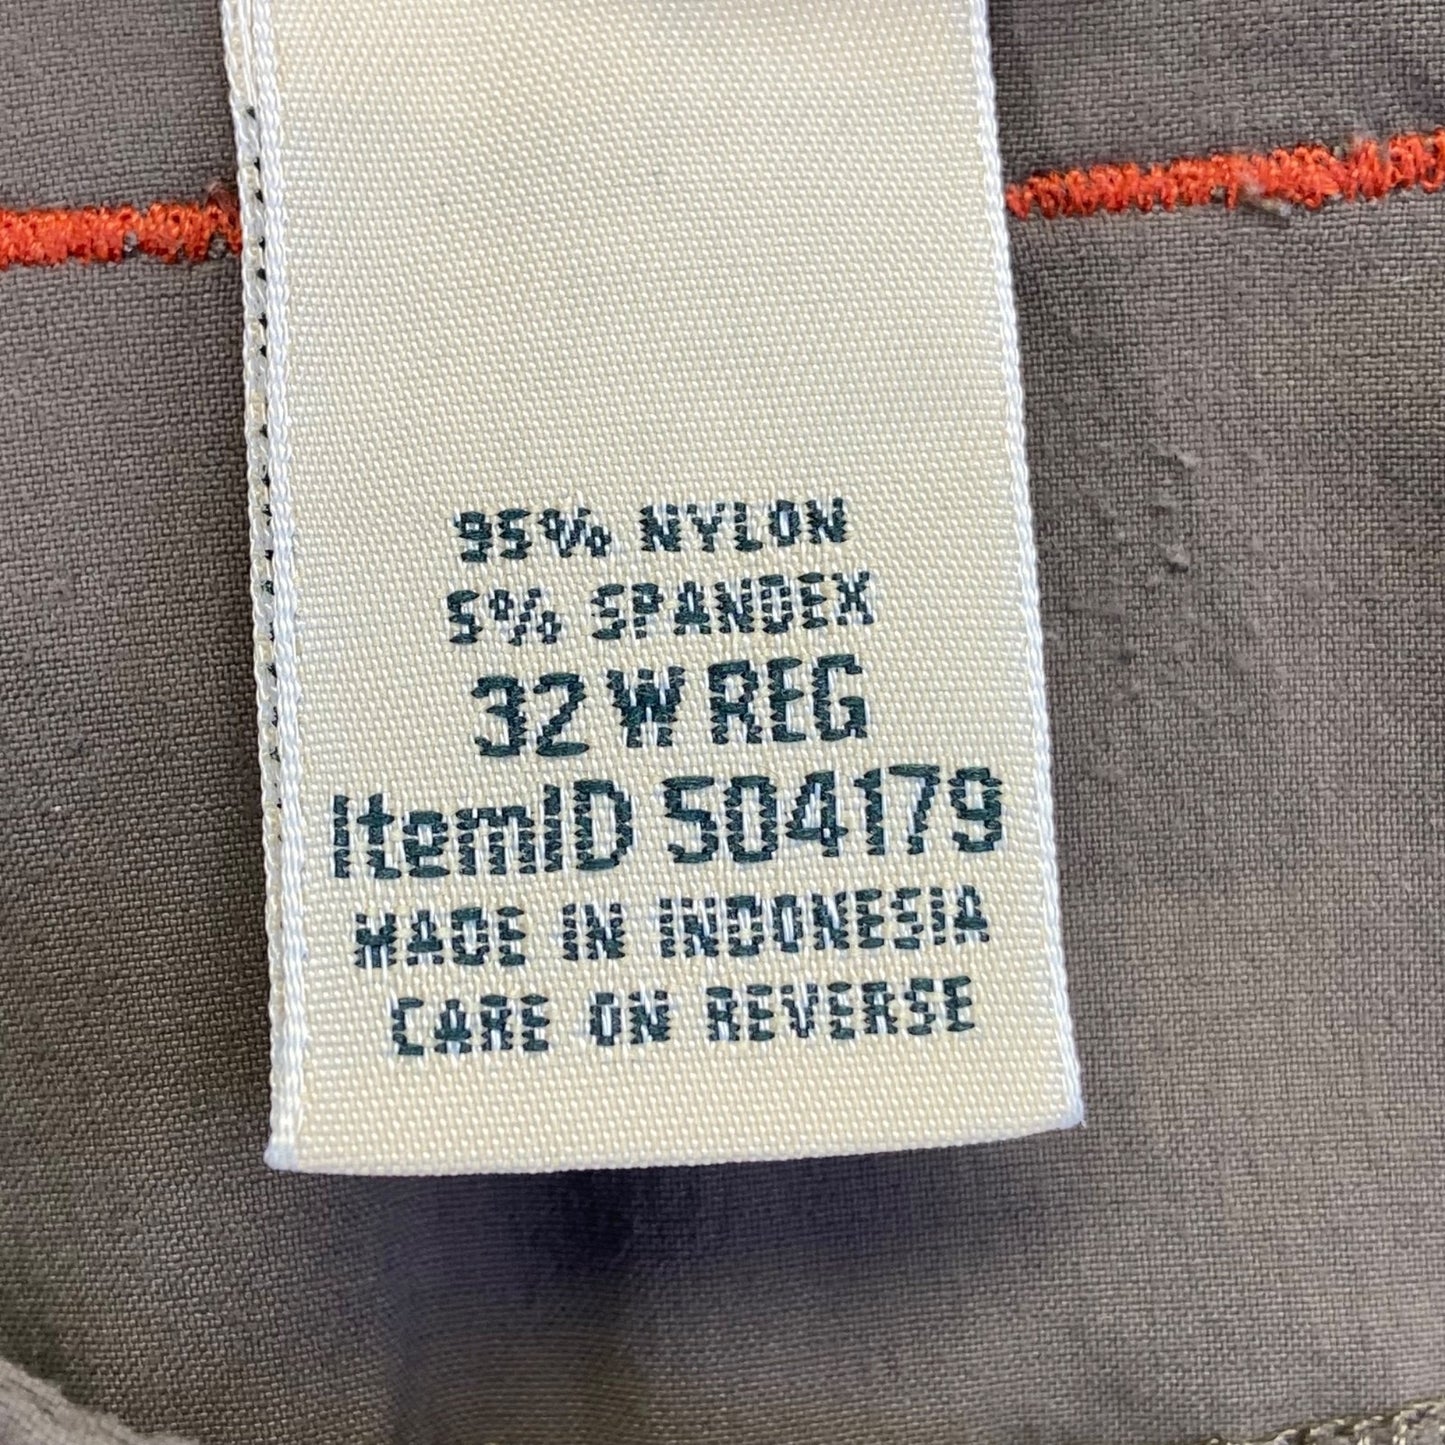 95% NYLON
5% SPANDEX
32 W REG
ItemID 504179
MADE IN INDONESIA
CARE ON REVERSE